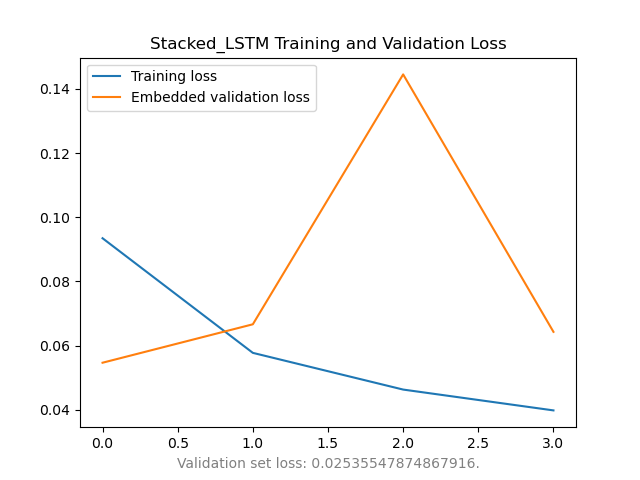 Stacked_LSTM Training and Validation Loss
Training loss
Embedded validation loss
0.14
0.12
0.10
0.08
0.06
0.04
0.0 0.5 1.0 1.5 2.0 2.5 3.0
Validation set loss: 0.02535547874867916.